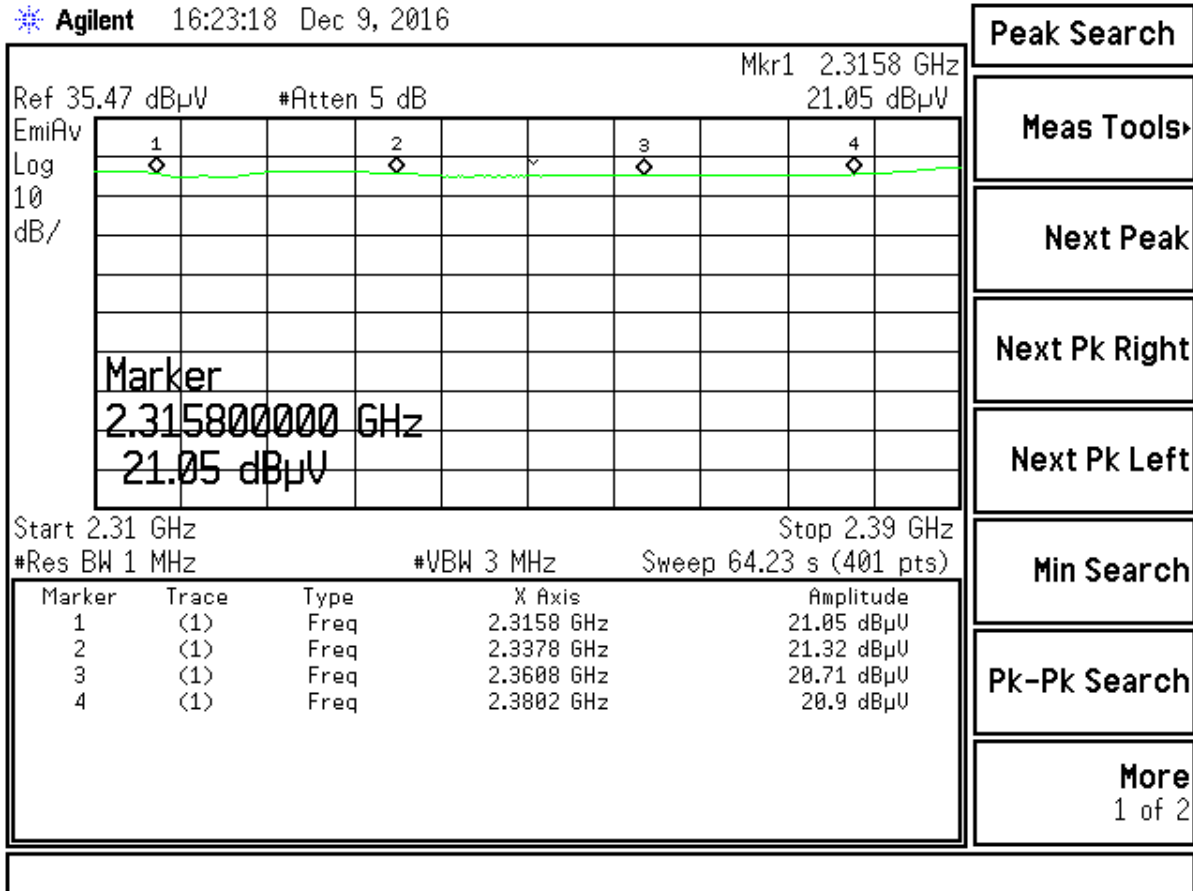 Agilent 16:23:18 Dec 9, 2016
Peak Search
Mkr1 2.3158 GHz
Ref 35.47 dBµV #Atten 5 dB 21.05 dBµV
EmiAv
Log
10
dB/
1 2 3 4
Marker
2.315800000 GHz
21.05 dBµV
Start 2.31 GHz Stop 2.39 GHz
#Res BW 1 MHz #VBW 3 MHz Sweep 64.23 s (401 pts)
Marker Trace Type X Axis Amplitude
1 (1) Freq 2.3158 GHz 21.05 dBµV
2 (1) Freq 2.3378 GHz 21.32 dBµV
3 (1) Freq 2.3608 GHz 20.71 dBµV
4 (1) Freq 2.3802 GHz 20.9 dBµV
Meas Tools
Next Peak
Next Pk Right
Next Pk Left
Min Search
Pk-Pk Search
More
1 of 2